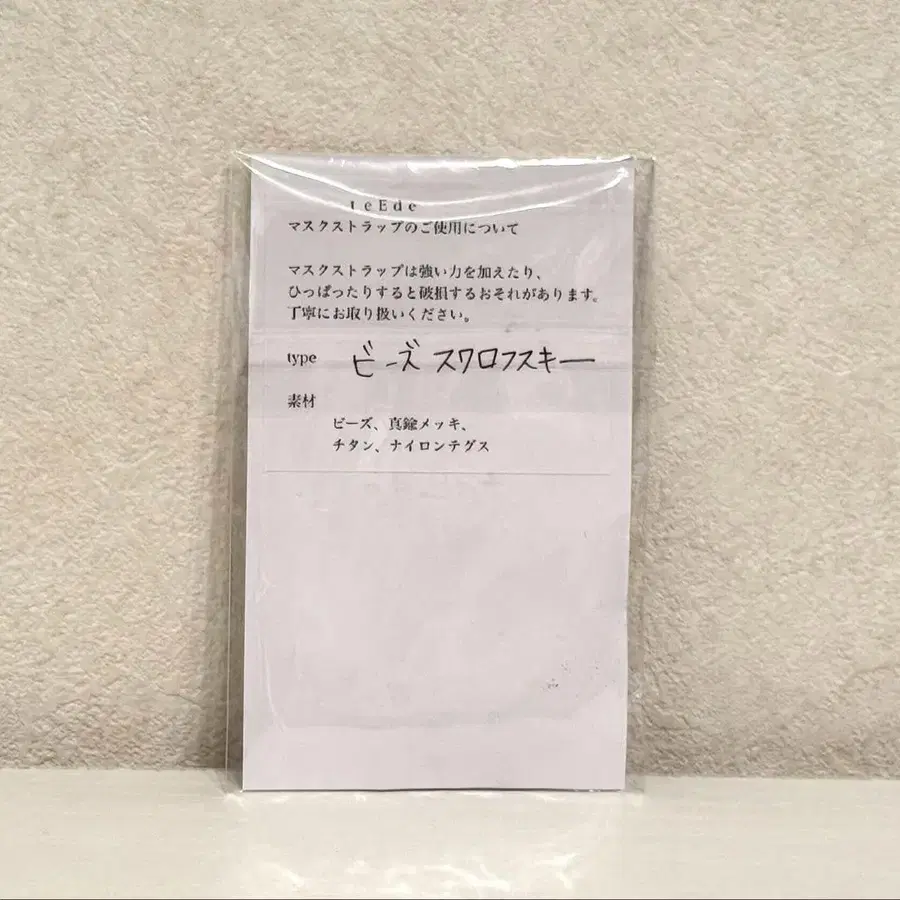 teEde
マスクストラップのご使用について
マスクストラップは強い力を加えたり、
ひっぱったりすると破損するおそれがあります。
丁寧にお取り扱いください。
type ビーズ スワロフスキー
素材
ビーズ、真鍮メッキ、
チタン、ナイロンテグス